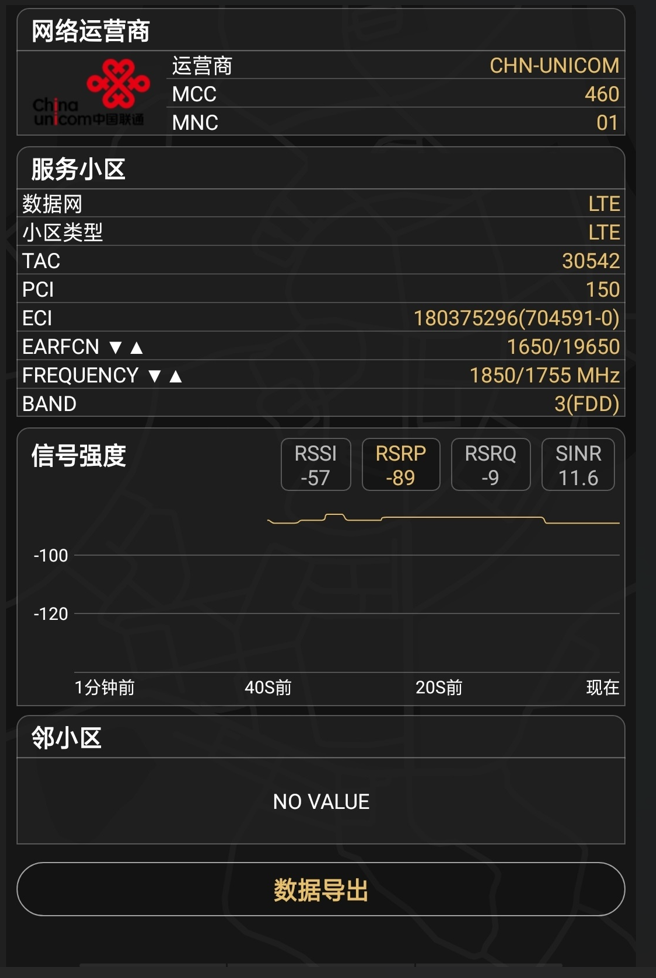 网络运营商
China
unicom中国联通
运营商 CHN-UNICOM
MCC 460
MNC 01
服务小区
数据网 LTE
小区类型 LTE
TAC 30542
PCI 150
ECI 180375296(704591-0)
EARFCN ▼▲ 1650/19650
FREQUENCY ▼▲ 1850/1755 MHz
BAND 3(FDD)
信号强度
RSSI RSRP RSRQ SINR
-57 -89 -9 11.6
-100
-120
1分钟前 40S前 20S前 现在
邻小区
NO VALUE
数据导出